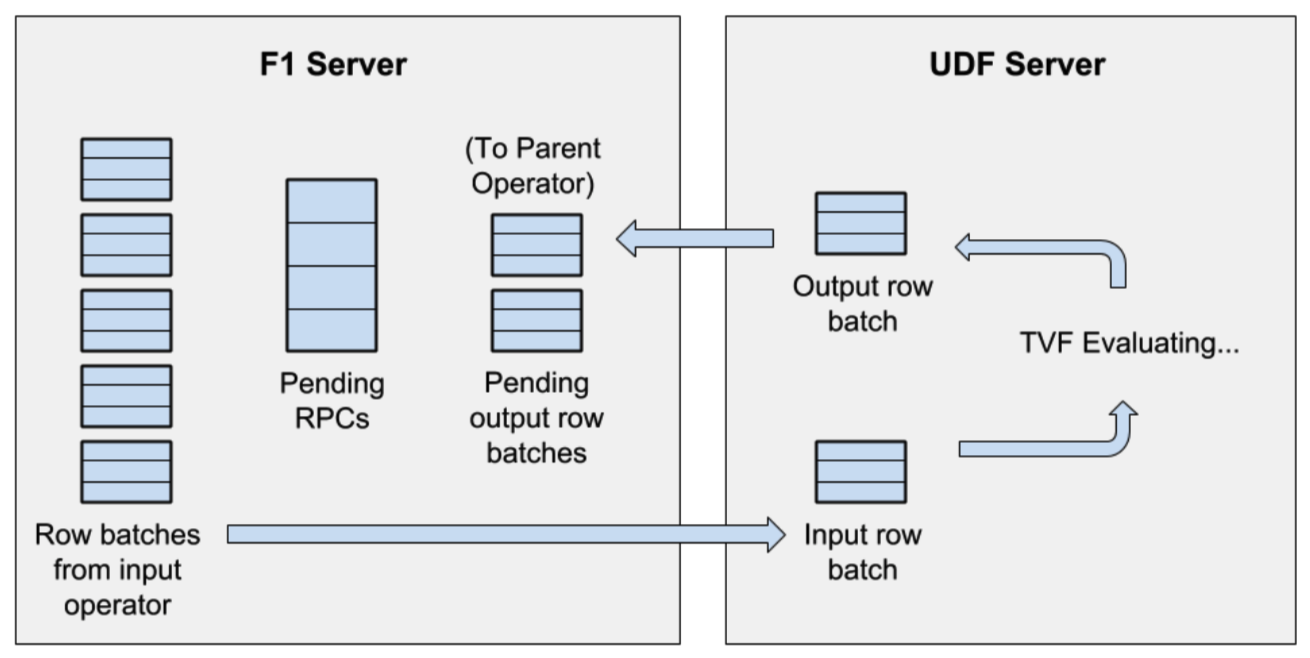 F1 Server
(To Parent
Operator)
Pending
RPCs
Pending
output row
batches
Row batches
from input
operator
UDF Server
Output row
batch
TVF Evaluating...
Input row
batch